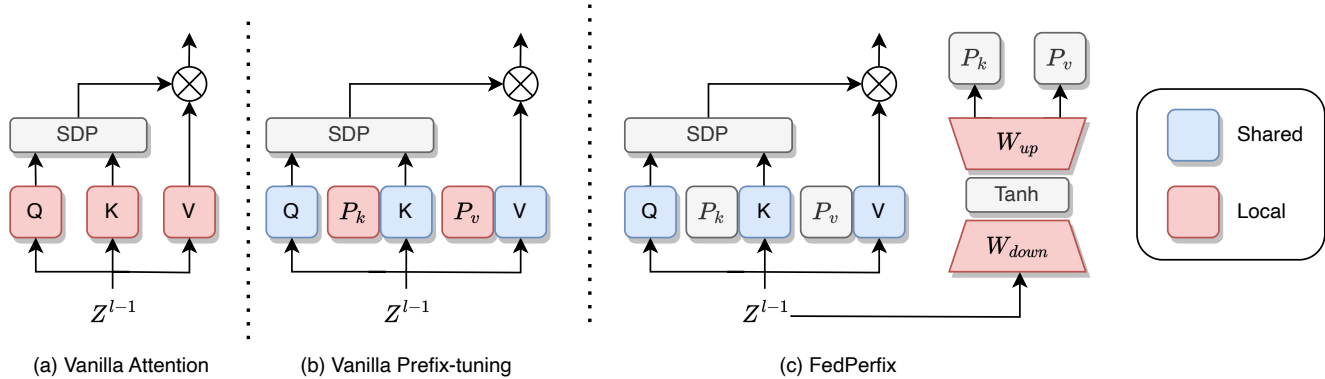 SDP
Q
K
V
Z^{l-1}
(a) Vanilla Attention
SDP
Q
P_k
K
P_v
V
Z^{l-1}
(b) Vanilla Prefix-tuning
SDP
Q
P_k
K
P_v
V
Z^{l-1}
P_k
P_v
W_{up}
Tanh
W_{down}
(c) FedPerfix
Shared
Local